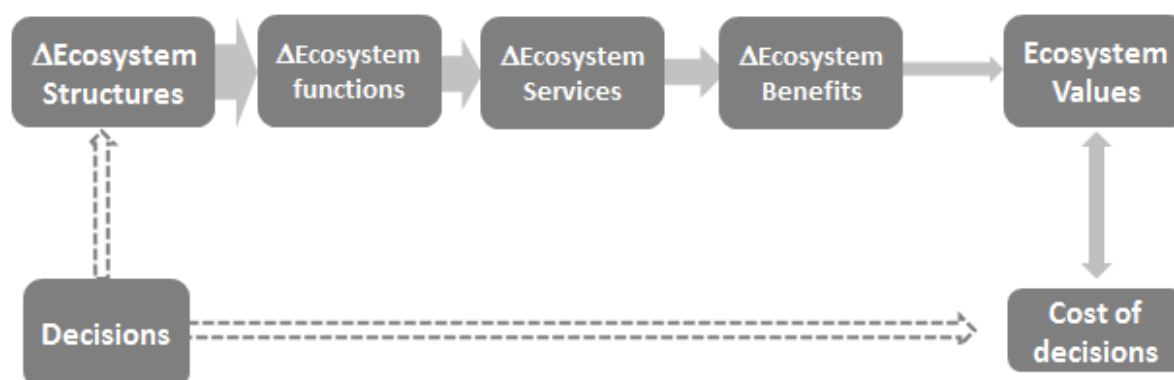 ΔEcosystem
Structures
ΔEcosystem
functions
ΔEcosystem
Services
ΔEcosystem
Benefits
Ecosystem
Values
Decisions
Cost of
decisions